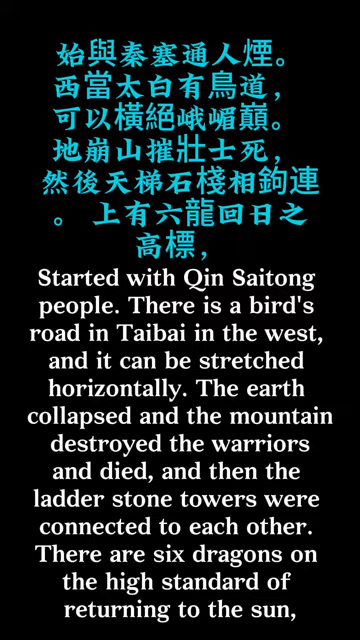 始與秦塞通人煙。
西當太白有鳥道，
可以橫絕峨嵋巔。
地崩山摧壯士死，
然後天梯石棧相鉤連
。 上有六龍回日之
高標，
Started with Qin Saitong
people. There is a bird's
road in Taibai in the west,
and it can be stretched
horizontally. The earth
collapsed and the mountain
destroyed the warriors
and died, and then the
ladder stone towers were
connected to each other.
There are six dragons on
the high standard of
returning to the sun,